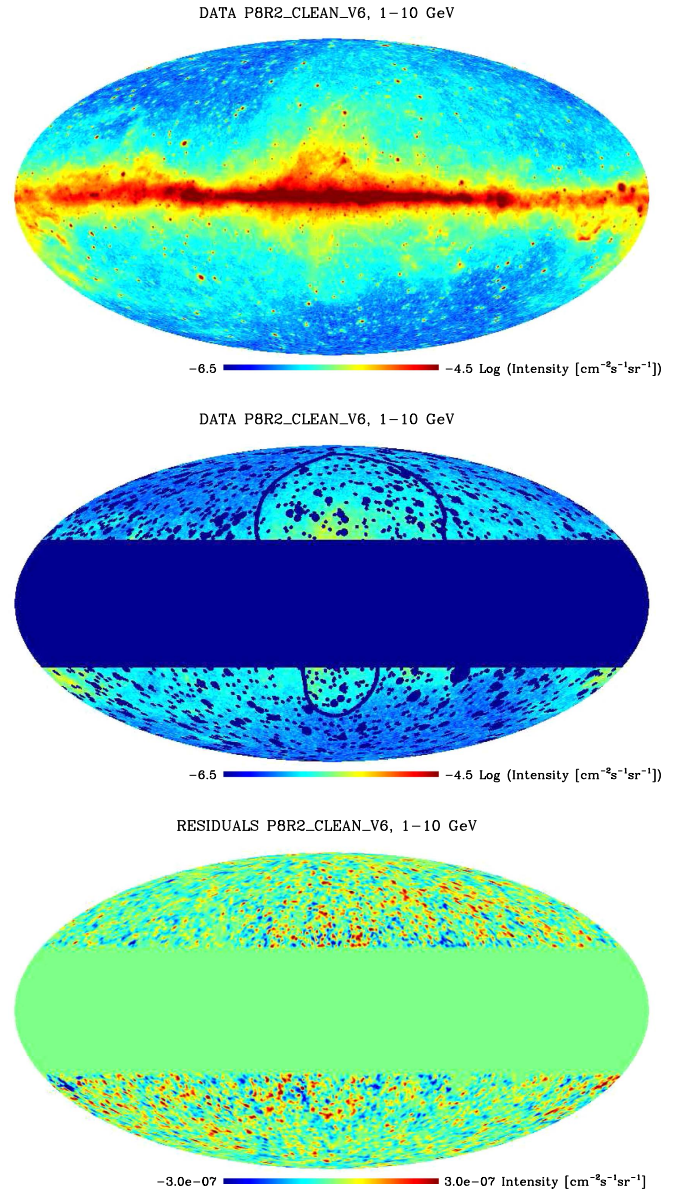 DATA P8R2_CLEAN_V6, 1−10 GeV
−6.5 −4.5 Log (Intensity [cm⁻²s⁻¹sr⁻¹])
DATA P8R2_CLEAN_V6, 1−10 GeV
−6.5 −4.5 Log (Intensity [cm⁻²s⁻¹sr⁻¹])
RESIDUALS P8R2_CLEAN_V6, 1−10 GeV
−3.0e−07 3.0e−07 Intensity [cm⁻²s⁻¹sr⁻¹]